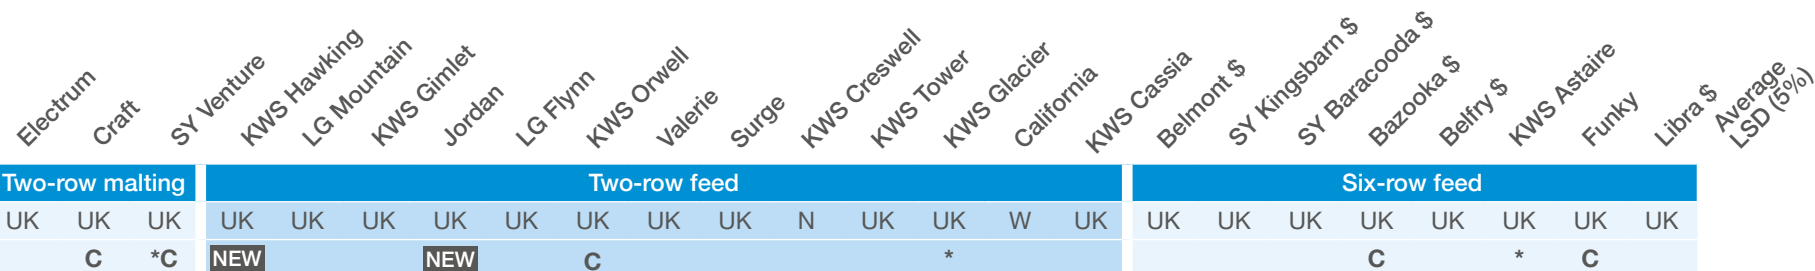 Electrum
Craft
SY Venture
KWS Hawking
LG Mountain
KWS Gimlet
Jordan
LG Flynn
KWS Orwell
Valerie
Surge
KWS Creswell
KWS Tower
KWS Glacier
California
KWS Cassia
Belmont $
SY Kingsbarn $
SY Baracooda $
Bazooka $
Belfry $
KWS Astaire
Funky
Libra $
Average
LSD (5%)
Two-row malting Two-row feed Six-row feed
UK UK UK UK UK UK UK UK UK UK UK N UK UK W UK UK UK UK UK UK UK UK UK
C *C NEW NEW C * C * C